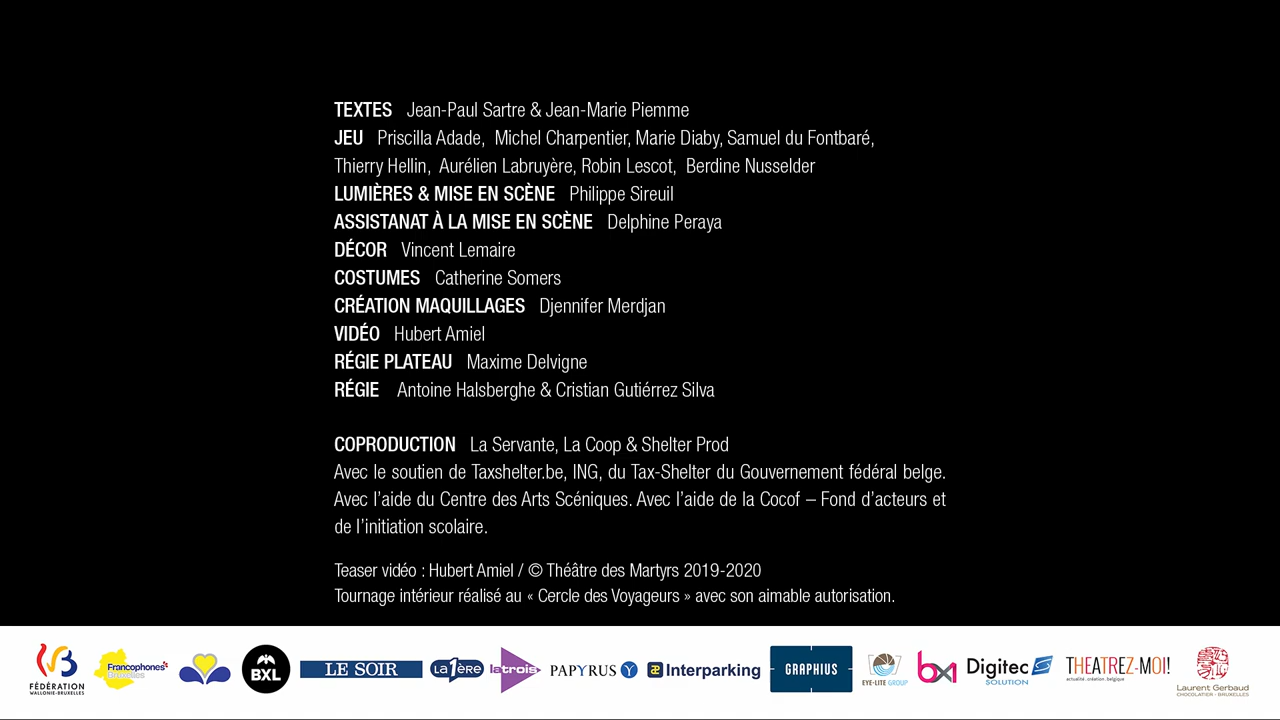 TEXTES Jean-Paul Sartre & Jean-Marie Piemme
JEU Priscilla Adade, Michel Charpentier, Marie Diaby, Samuel du Fontbaré,
Thierry Hellin, Aurélien Labruyère, Robin Lescot, Berdine Nusselder
LUMIÈRES & MISE EN SCÈNE Philippe Sireuil
ASSISTANAT À LA MISE EN SCÈNE Delphine Peraya
DÉCOR Vincent Lemaire
COSTUMES Catherine Somers
CRÉATION MAQUILLAGES Djennifer Merdjan
VIDÉO Hubert Amiel
RÉGIE PLATEAU Maxime Delvigne
RÉGIE Antoine Halsberghe & Cristian Gutiérrez Silva
COPRODUCTION La Servante, La Coop & Shelter Prod
Avec le soutien de Taxshelter.be, ING, du Tax-Shelter du Gouvernement fédéral belge.
Avec l’aide du Centre des Arts Scéniques. Avec l’aide de la Cocof – Fond d’acteurs et
de l’initiation scolaire.
Teaser vidéo : Hubert Amiel / © Théâtre des Martyrs 2019-2020
Tournage intérieur réalisé au « Cercle des Voyageurs » avec son aimable autorisation.
FÉDÉRATION
WALLONIE-BRUXELLES
Francophones
Bruxelles
BXL
LE SOIR
LA 1ÈRE
latrois
PAPYRUS
Interparking
GRAPHIUS
EYE-LITE GROUP
bx
Digitec
SOLUTION
THEATREZ-MOI!
actualité.création.belgique
Laurent Gerbaud
CHOCOLATIER - BRUXELLES